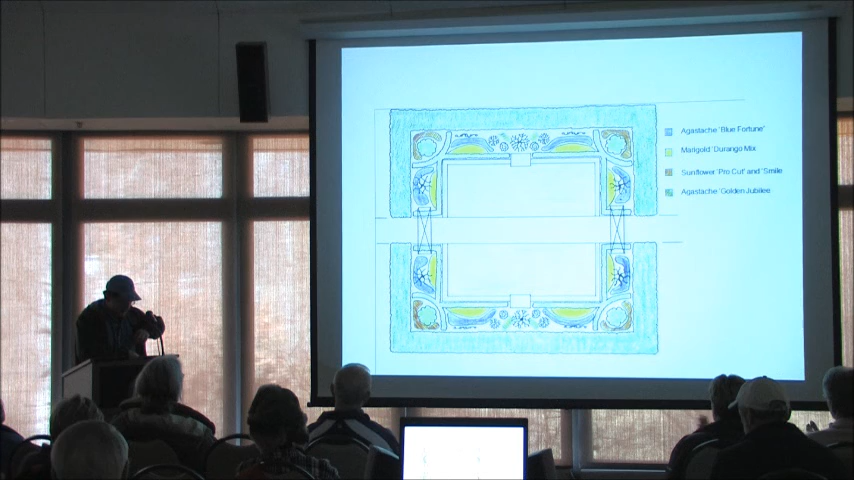 Agastache 'Blue Fortune'
Marigold 'Durango Mix
Sunflower 'Pro Cut' and 'Smile
Agastache 'Golden Jubilee